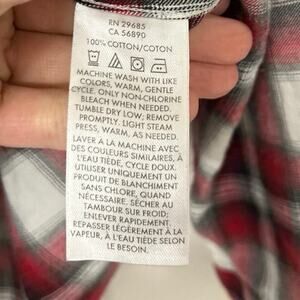 RN 29685
CA 56890
100% COTTON/COTON
MACHINE WASH WITH LIKE
COLORS, WARM, GENTLE
CYCLE. ONLY NON-CHLORINE
BLEACH WHEN NEEDED.
TUMBLE DRY LOW; REMOVE
PROMPTLY. LIGHT STEAM
PRESS, WARM, AS NEEDED.
LAVER À LA MACHINE AVEC
DES COULEURS SIMILAIRES, À
L'EAU TIÈDE, CYCLE DOUX.
UTILISER UNIQUEMENT UN
PRODUIT DE BLANCHIMENT
SANS CHLORE, QUAND
NÉCESSAIRE. SÉCHER AU
TAMBOUR SUR FROID;
ENLEVER RAPIDEMENT.
REPASSER LÉGÈREMENT À LA
VAPEUR, À L'EAU TIÈDE SELON
LE BESOIN.